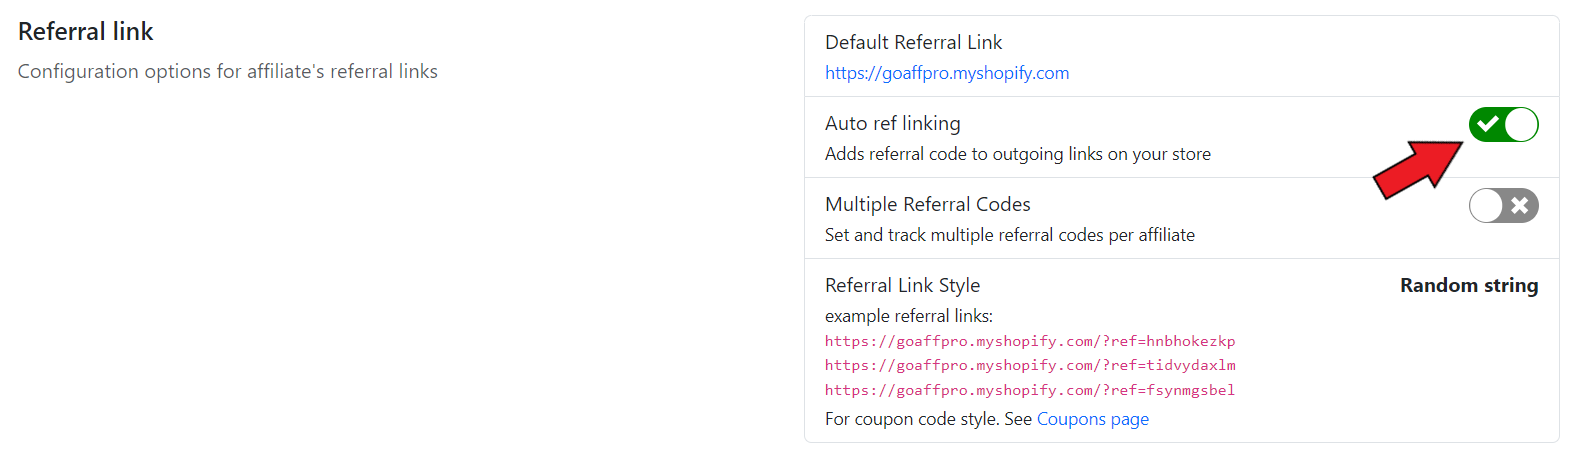 Referral link
Configuration options for affiliate's referral links
Default Referral Link
https://goaffpro.myshopify.com
Auto ref linking
Adds referral code to outgoing links on your store
Multiple Referral Codes
Set and track multiple referral codes per affiliate
Referral Link Style
Random string
example referral links:
https://goaffpro.myshopify.com/?ref=hnbhokezkp
https://goaffpro.myshopify.com/?ref=tidvydaxlm
https://goaffpro.myshopify.com/?ref=fsynmgsbel
For coupon code style. See Coupons page